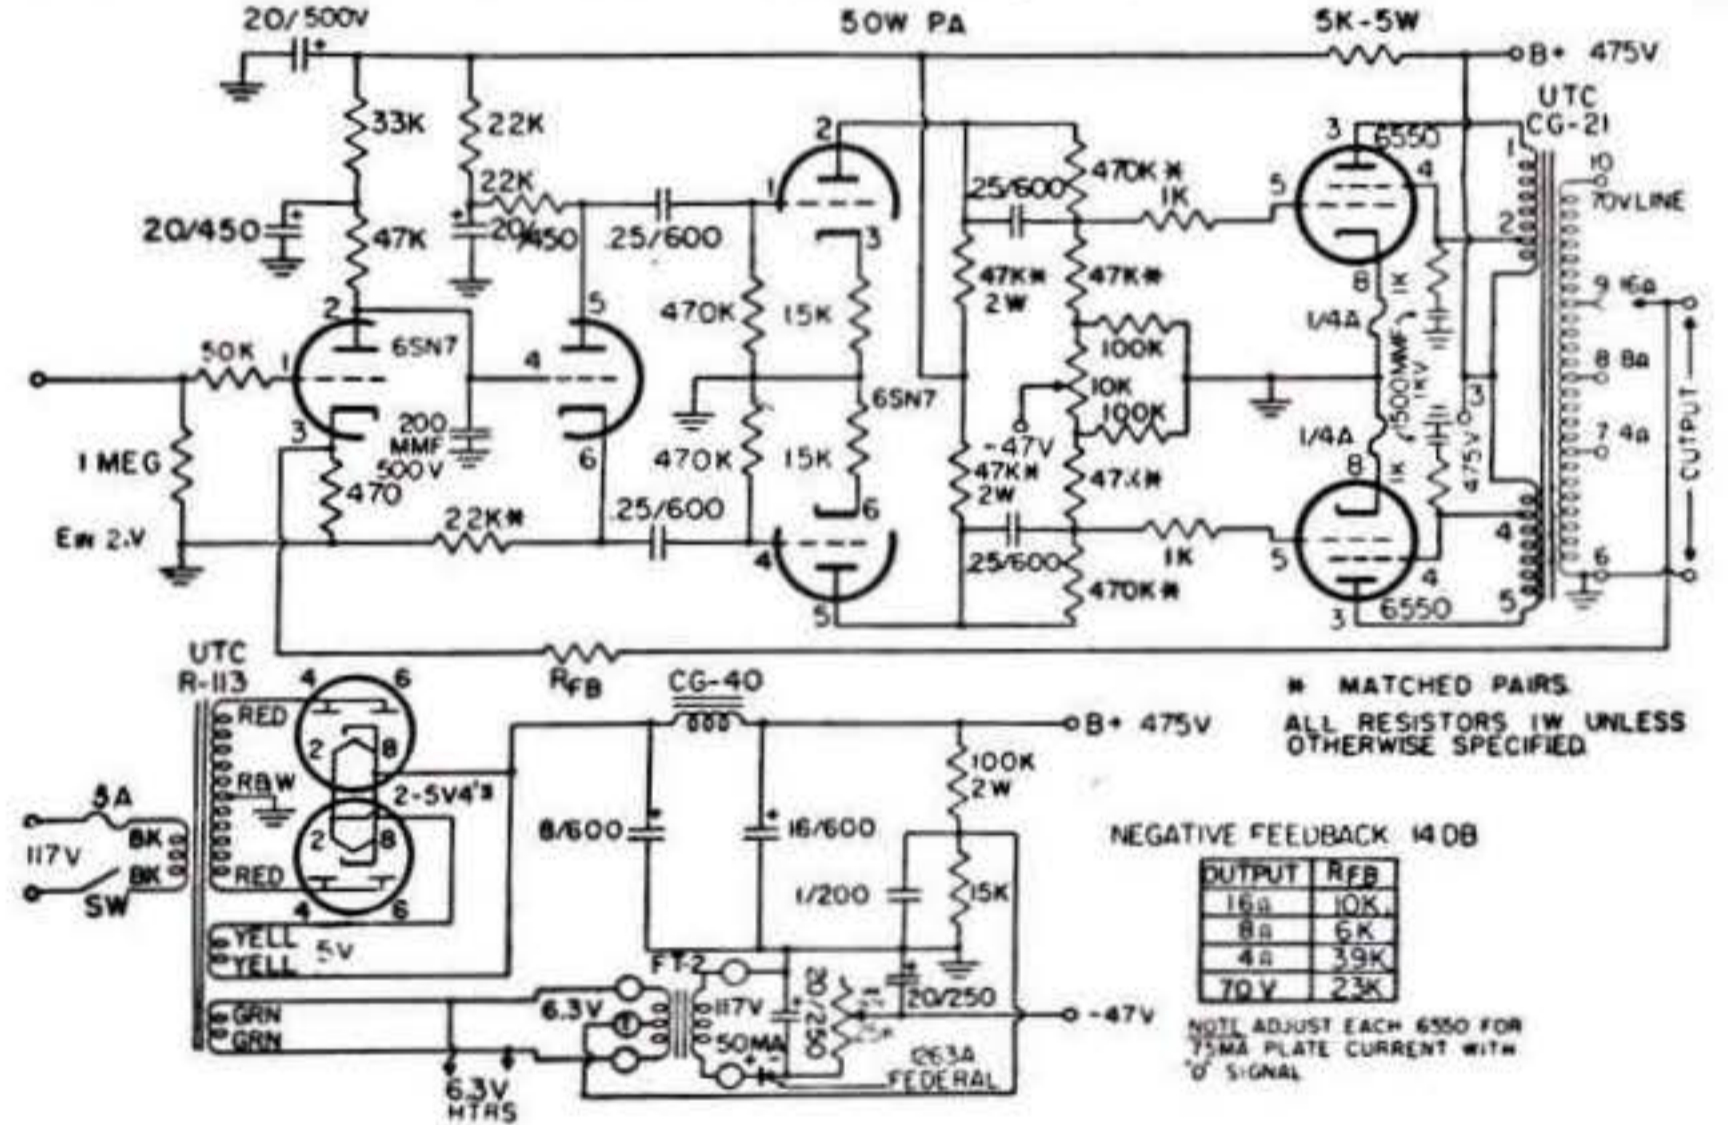 20/500V
50W PA
5K-5W
B+ 475V
UTC
CG-21
33K
22K
2
3
6550
1
10
470K*
4
1
.25/600
1K
22K
5
70V LINE
20/450
47K
20/450
.25/600
3
2
47K*
2W
47K*
8
1K
9 16Ω
2
5
470K
15K
1/4A
6SN7
100K
50K
1
4
10K
8 8Ω
6SN7
1500MMF
1KV
3
100K
3
200
MMF
500V
-47V
1/4A
7 4Ω
OUTPUT
1 MEG
6
470K
15K
47K*
2W
47K*
8
1K
475V
470
22K*
.25/600
6
EIN 2.V
4
.25/600
1K
5
4
4
6
5
470K*
3
6550
5
UTC
R-113
4
6
RFB
CG-40
* MATCHED PAIRS.
ALL RESISTORS 1W UNLESS
OTHERWISE SPECIFIED.
RED
B+ 475V
2
8
R&W
100K
2W
3A
2-5V4's
117V
BK
BK
2
8
8/600
16/600
NEGATIVE FEEDBACK 14DB
RED
1/200
15K
SW
4
6
OUTPUT RFB
16Ω 10K
8Ω 6K
4Ω 3.9K
70V 23K
YELL
YELL
5V
FT-2
GRN
GRN
6.3V
117V
50MA
20/250
20/250
-47V
1263A
FEDERAL
6.3V
HTRS
NOTE ADJUST EACH 6550 FOR
75MA PLATE CURRENT WITH
"0" SIGNAL